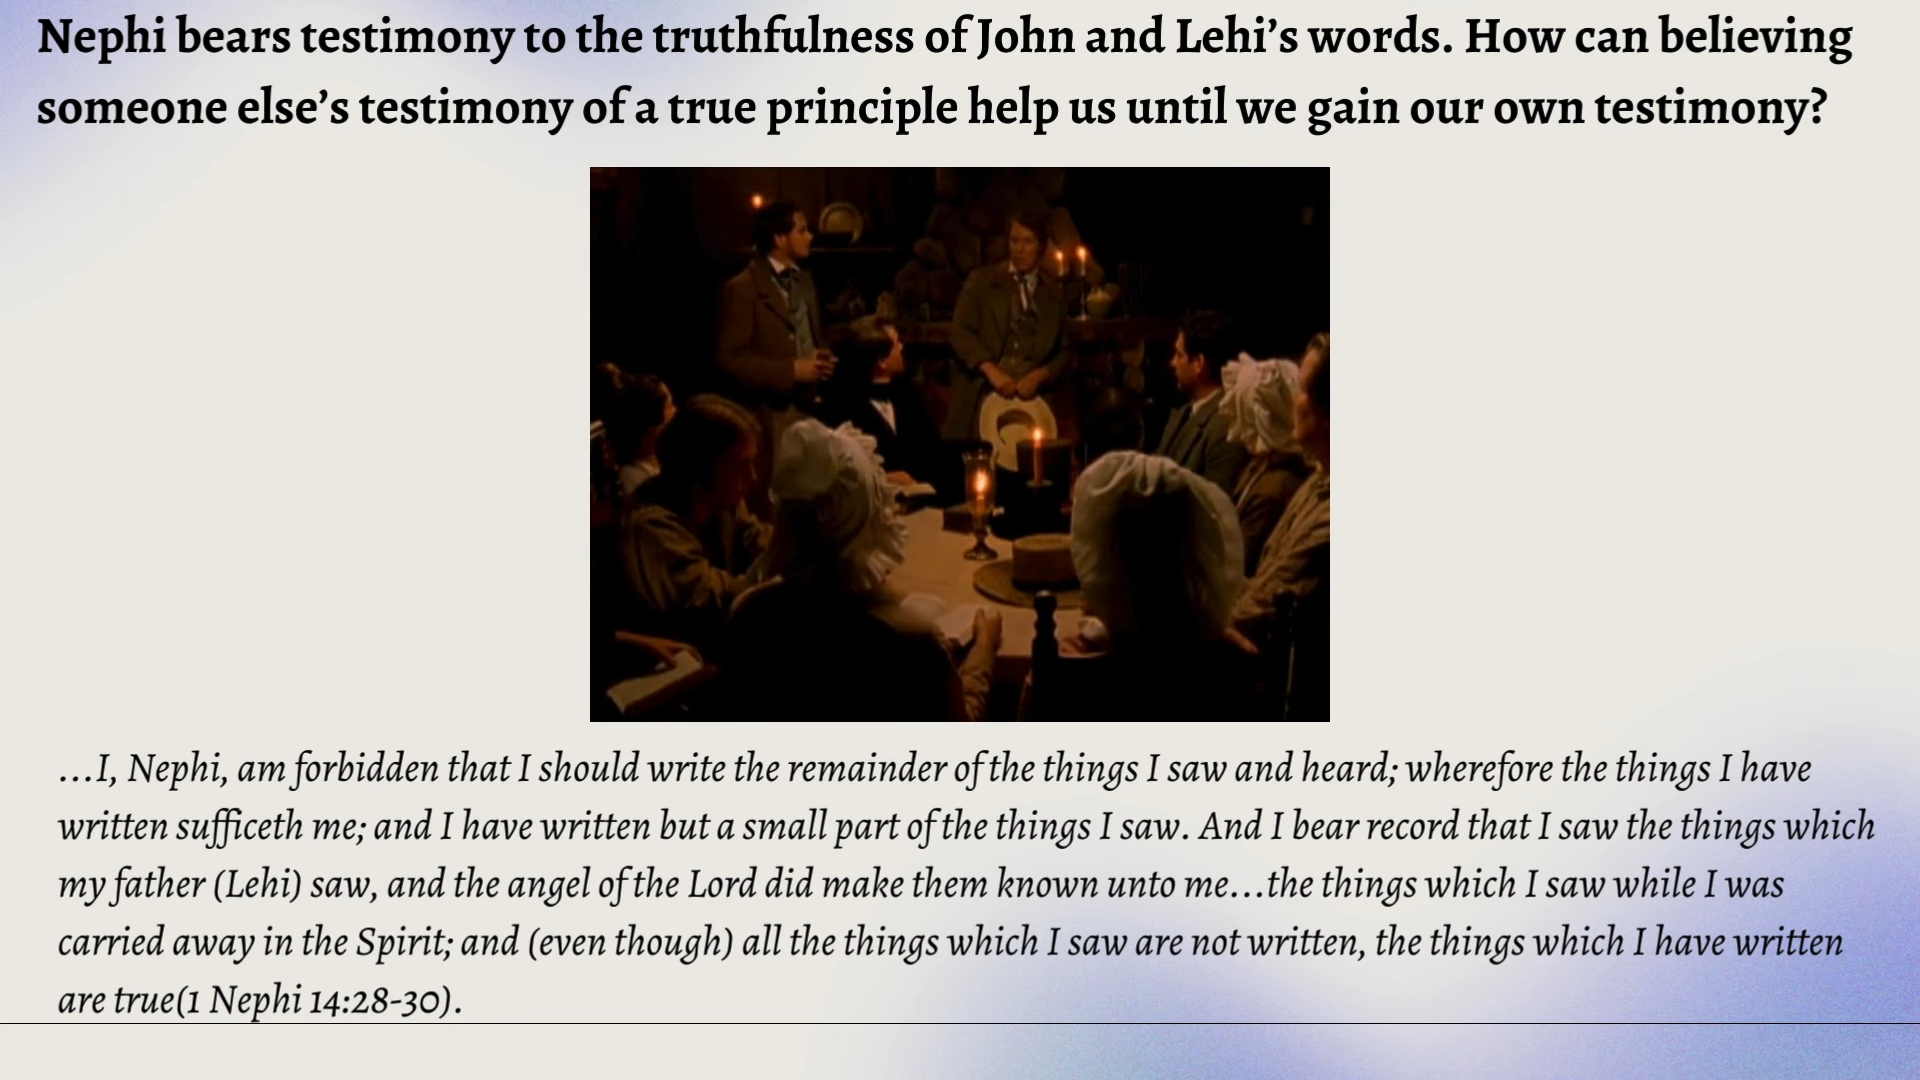 Nephi bears testimony to the truthfulness of John and Lehi’s words. How can believing
someone else’s testimony of a true principle help us until we gain our own testimony?
...I, Nephi, am forbidden that I should write the remainder of the things I saw and heard; wherefore the things I have
written sufficeth me; and I have written but a small part of the things I saw. And I bear record that I saw the things which
my father (Lehi) saw, and the angel of the Lord did make them known unto me...the things which I saw while I was
carried away in the Spirit; and (even though) all the things which I saw are not written, the things which I have written
are true(1 Nephi 14:28-30).